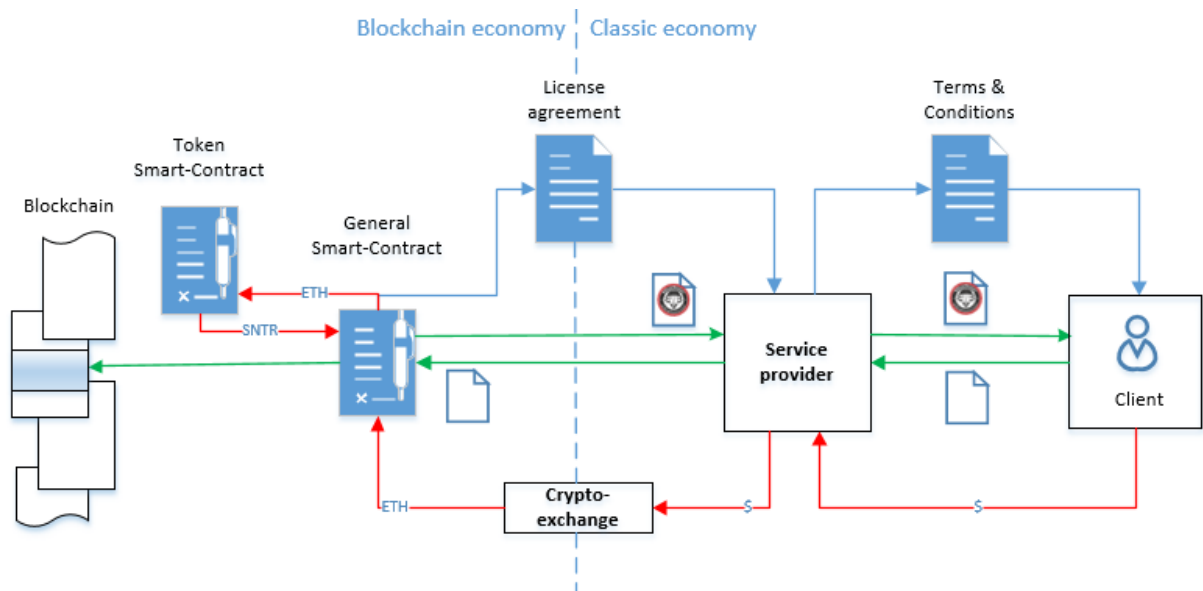 Blockchain economy
Classic economy
License
agreement
Terms &
Conditions
Token
Smart-Contract
Blockchain
General
Smart-Contract
ETH
SNTR
Service
provider
Client
Crypto-
exchange
ETH
$
$